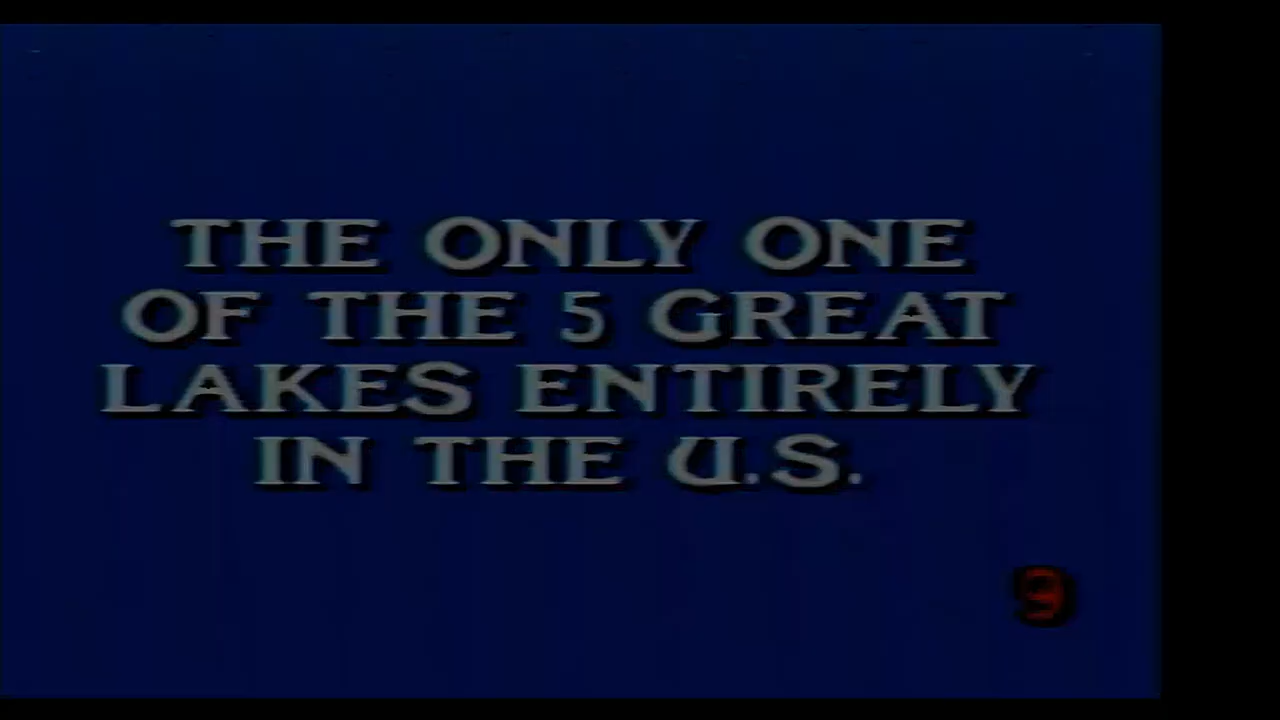 THE ONLY ONE
OF THE 5 GREAT
LAKES ENTIRELY
IN THE U.S.
9